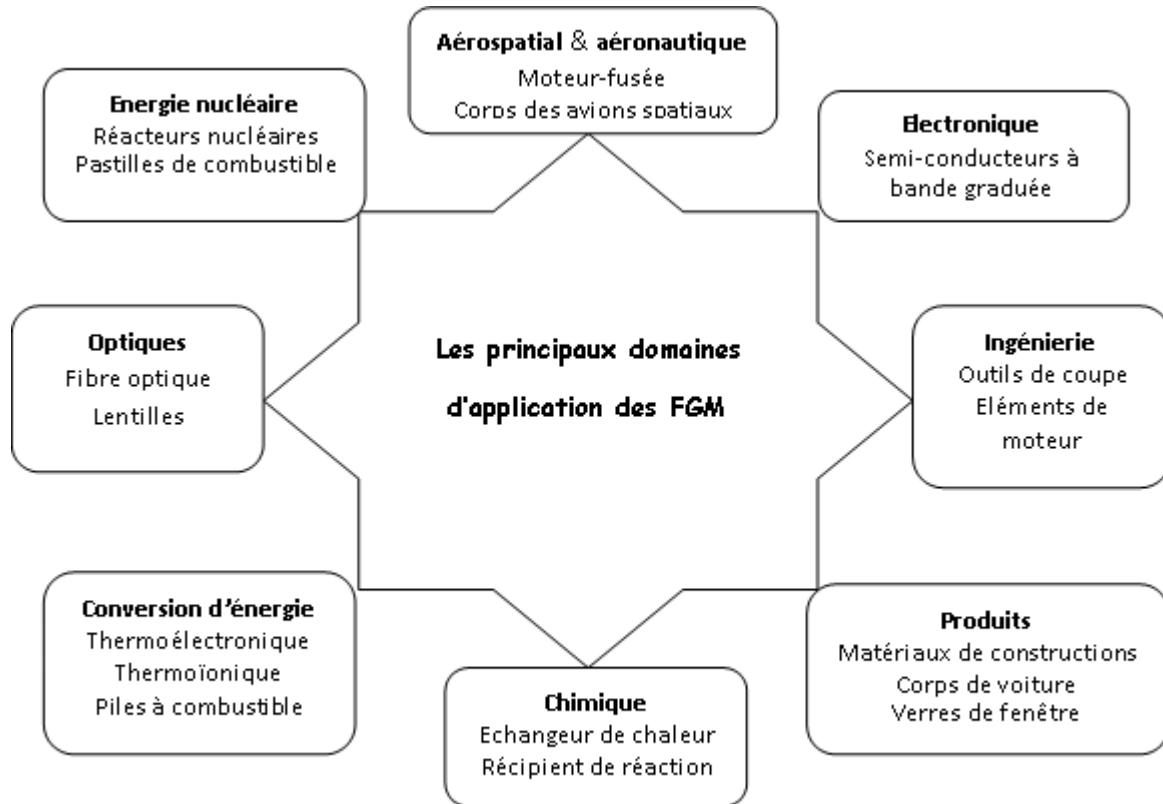 Aérospatial & aéronautique
Moteur-fusée
Corps des avions spatiaux
Energie nucléaire
Réacteurs nucléaires
Pastilles de combustible
Electronique
Semi-conducteurs à
bande graduée
Optiques
Fibre optique
Lentilles
Les principaux domaines
d'application des FGM
Ingénierie
Outils de coupe
Eléments de
moteur
Conversion d'énergie
Thermoélectronique
Thermoïonique
Piles à combustible
Chimique
Echangeur de chaleur
Récipient de réaction
Produits
Matériaux de constructions
Corps de voiture
Verres de fenêtre